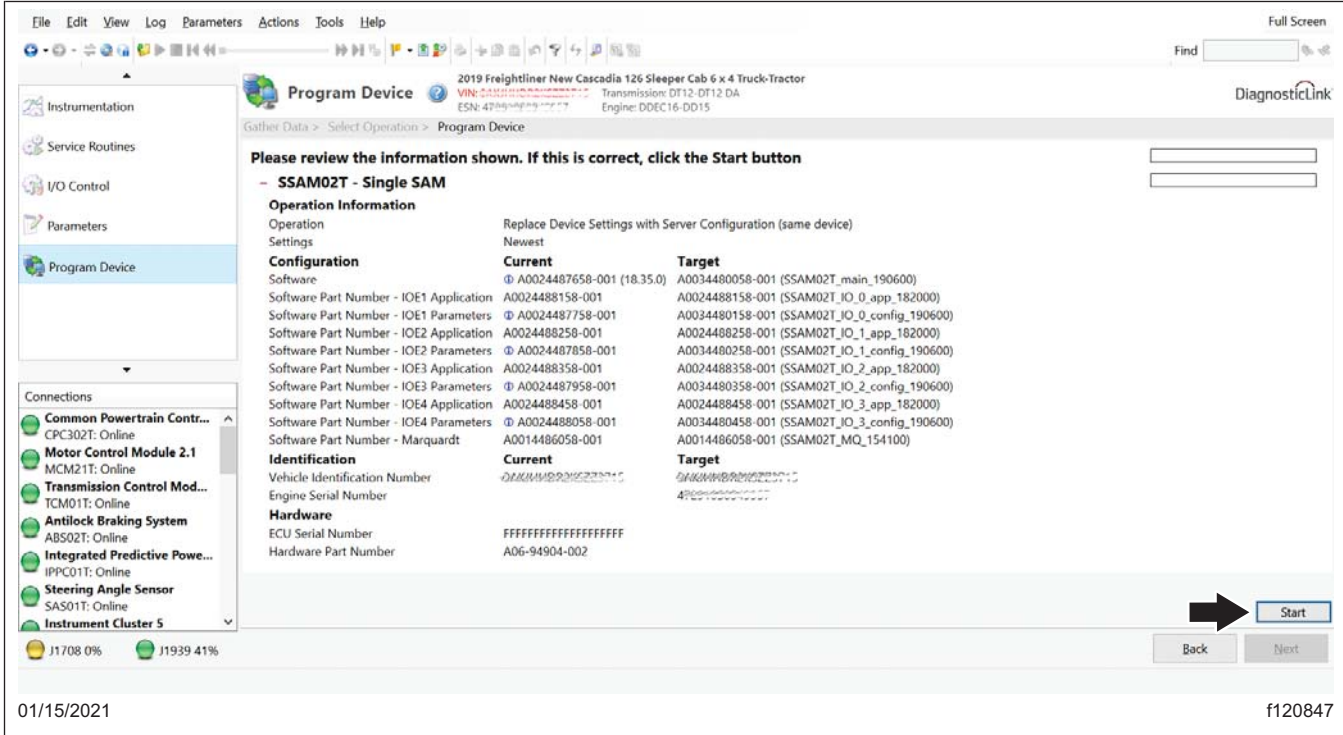 File Edit View Log Parameters Actions Tools Help Full Screen
Find
Instrumentation
Service Routines
I/O Control
Parameters
Program Device
Connections
Common Powertrain Contr...
CPC302T: Online
Motor Control Module 2.1
MCM21T: Online
Transmission Control Mod...
TCM01T: Online
Antilock Braking System
ABS02T: Online
Integrated Predictive Powe...
IPPC01T: Online
Steering Angle Sensor
SAS01T: Online
Instrument Cluster 5
J1708 0% J1939 41%
Program Device
2019 Freightliner New Cascadia 126 Sleeper Cab 6 x 4 Truck-Tractor
VIN: Transmission: DT12-DT12 DA
ESN: Engine: DDEC16-DD15
DiagnosticLink
Gather Data > Select Operation > Program Device
Please review the information shown. If this is correct, click the Start button
– SSAM02T - Single SAM
Operation Information
Operation Replace Device Settings with Server Configuration (same device)
Settings Newest
Configuration Current Target
Software A0024487658-001 (18.35.0) A0034480058-001 (SSAM02T_main_190600)
Software Part Number - IOE1 Application A0024488158-001 A0024488158-001 (SSAM02T_IO_0_app_182000)
Software Part Number - IOE1 Parameters A0024487758-001 A0034480158-001 (SSAM02T_IO_0_config_190600)
Software Part Number - IOE2 Application A0024488258-001 A0024488258-001 (SSAM02T_IO_1_app_182000)
Software Part Number - IOE2 Parameters A0024487858-001 A0034480258-001 (SSAM02T_IO_1_config_190600)
Software Part Number - IOE3 Application A0024488358-001 A0024488358-001 (SSAM02T_IO_2_app_182000)
Software Part Number - IOE3 Parameters A0024487958-001 A0034480358-001 (SSAM02T_IO_2_config_190600)
Software Part Number - IOE4 Application A0024488458-001 A0024488458-001 (SSAM02T_IO_3_app_182000)
Software Part Number - IOE4 Parameters A0024488058-001 A0034480458-001 (SSAM02T_IO_3_config_190600)
Software Part Number - Marquardt A0014486058-001 A0014486058-001 (SSAM02T_MQ_154100)
Identification Current Target
Vehicle Identification Number
Engine Serial Number
Hardware
ECU Serial Number FFFFFFFFFFFFFFFFFFFF
Hardware Part Number A06-94904-002
Start
Back Next
01/15/2021 f120847